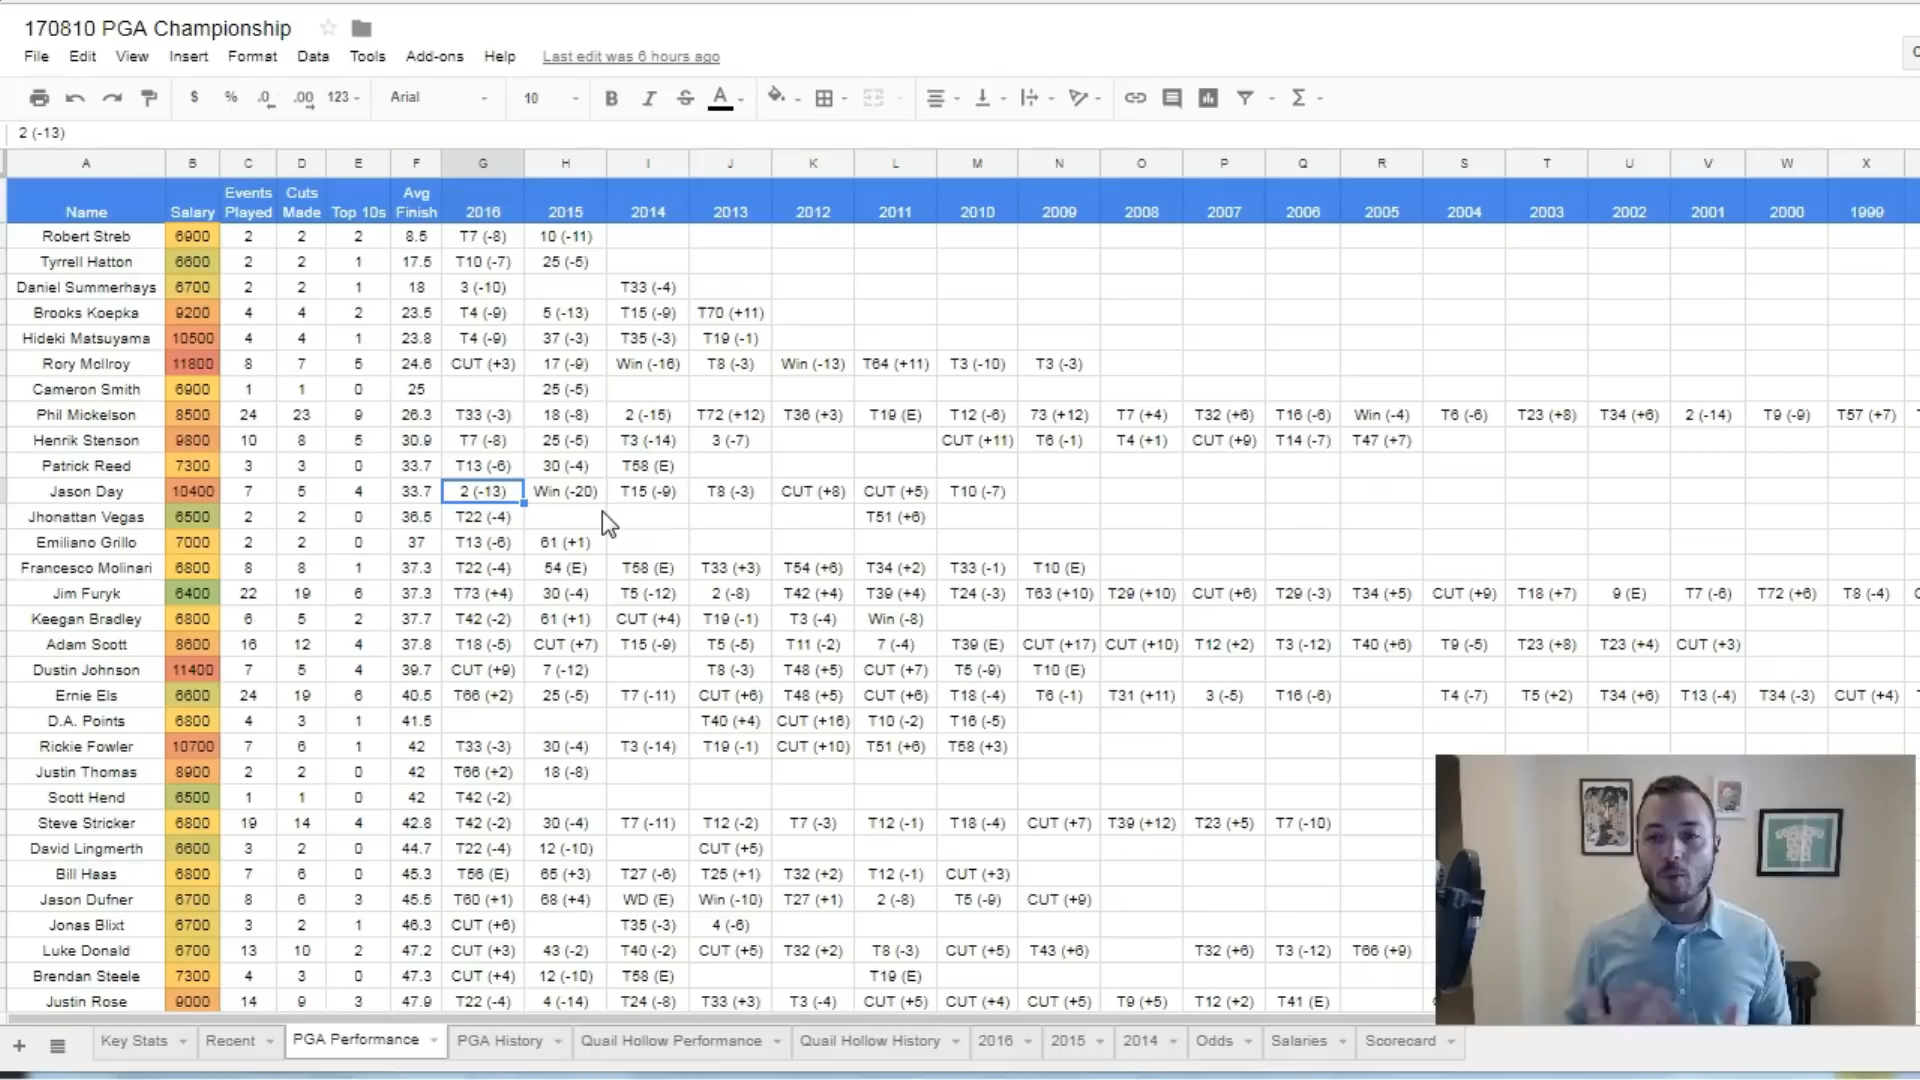 170810 PGA Championship
File Edit View Insert Format Data Tools Add-ons Help Last edit was 6 hours ago
$ % .0 .00 123 Arial 10 B I S A Σ
2 (-13)
A B C D E F G H I J K L M N O P Q R S T U V W X
Name Salary Events Played Cuts Made Top 10s Avg Finish 2016 2015 2014 2013 2012 2011 2010 2009 2008 2007 2006 2005 2004 2003 2002 2001 2000 1999
Robert Streb 6900 2 2 2 8.5 T7 (-8) 10 (-11)
Tyrrell Hatton 6600 2 2 1 17.5 T10 (-7) 25 (-5)
Daniel Summerhays 6700 2 2 1 18 3 (-10) T33 (-4)
Brooks Koepka 9200 4 4 2 23.5 T4 (-9) 5 (-13) T15 (-9) T70 (+11)
Hideki Matsuyama 10500 4 4 1 23.8 T4 (-9) 37 (-3) T35 (-3) T19 (-1)
Rory McIlroy 11800 8 7 5 24.6 CUT (+3) 17 (-9) Win (-16) T8 (-3) Win (-13) T64 (+11) T3 (-10) T3 (-3)
Cameron Smith 6900 1 1 0 25 25 (-5)
Phil Mickelson 8500 24 23 9 26.3 T33 (-3) 18 (-8) 2 (-15) T72 (+12) T36 (+3) T19 (E) T12 (-6) 73 (+12) T7 (+4) T32 (+6) T16 (-6) Win (-4) T6 (-6) T23 (+8) T34 (+6) 2 (-14) T9 (-9) T57 (+7)
Henrik Stenson 9800 10 8 5 30.9 T7 (-8) 25 (-5) T3 (-14) 3 (-7) CUT (+11) T6 (-1) T4 (+1) CUT (+9) T14 (-7) T47 (+7)
Patrick Reed 7300 3 3 0 33.7 T13 (-6) 30 (-4) T58 (E)
Jason Day 10400 7 5 4 33.7 2 (-13) Win (-20) T15 (-9) T8 (-3) CUT (+8) CUT (+5) T10 (-7)
Jhonattan Vegas 6500 2 2 0 36.5 T22 (-4) T51 (+6)
Emiliano Grillo 7000 2 2 0 37 T13 (-6) 61 (+1)
Francesco Molinari 6800 8 8 1 37.3 T22 (-4) 54 (E) T58 (E) T33 (+3) T54 (+6) T34 (+2) T33 (-1) T10 (E)
Jim Furyk 6400 22 19 6 37.3 T73 (+4) 30 (-4) T5 (-12) 2 (-8) T42 (+4) T39 (+4) T24 (-3) T63 (+10) T29 (+10) CUT (+6) T29 (-3) T34 (+5) CUT (+9) T18 (+7) 9 (E) T7 (-6) T72 (+6) T8 (-4)
Keegan Bradley 6800 6 5 2 37.7 T42 (-2) 61 (+1) CUT (+4) T19 (-1) T3 (-4) Win (-8)
Adam Scott 8600 16 12 4 37.8 T18 (-5) CUT (+7) T15 (-9) T5 (-5) T11 (-2) 7 (-4) T39 (E) CUT (+17) CUT (+10) T12 (+2) T3 (-12) T40 (+6) T9 (-5) T23 (+8) T23 (+4) CUT (+3)
Dustin Johnson 11400 7 5 4 39.7 CUT (+9) 7 (-12) T8 (-3) T48 (+5) CUT (+7) T5 (-9) T10 (E)
Ernie Els 6600 24 19 6 40.5 T66 (+2) 25 (-5) T7 (-11) CUT (+6) T48 (+5) CUT (+6) T18 (-4) T6 (-1) T31 (+11) 3 (-5) T16 (-6) T4 (-7) T5 (+2) T34 (+6) T13 (-4) T34 (-3) CUT (+4)
D.A. Points 6800 4 3 1 41.5 T40 (+4) CUT (+16) T10 (-2) T16 (-5)
Rickie Fowler 10700 7 6 1 42 T33 (-3) 30 (-4) T3 (-14) T19 (-1) CUT (+10) T51 (+6) T58 (+3)
Justin Thomas 8900 2 2 0 42 T66 (+2) 18 (-8)
Scott Hend 6500 1 1 0 42 T42 (-2)
Steve Stricker 6800 19 14 4 42.8 T42 (-2) 30 (-4) T7 (-11) T12 (-2) T7 (-3) T12 (-1) T18 (-4) CUT (+7) T39 (+12) T23 (+5) T7 (-10)
David Lingmerth 6600 3 2 0 44.7 T22 (-4) 12 (-10) CUT (+5)
Bill Haas 6800 7 6 0 45.3 T56 (E) 65 (+3) T27 (-6) T25 (+1) T32 (+2) T12 (-1) CUT (+3)
Jason Dufner 6700 8 6 3 45.5 T60 (+1) 68 (+4) WD (E) Win (-10) T27 (+1) 2 (-8) T5 (-9) CUT (+9)
Jonas Blixt 6700 3 2 1 46.3 CUT (+6) T35 (-3) 4 (-6)
Luke Donald 6700 13 10 2 47.2 CUT (+3) 43 (-2) T40 (-2) CUT (+5) T32 (+2) T8 (-3) CUT (+5) T43 (+6) T32 (+6) T3 (-12) T66 (+9)
Brendan Steele 7300 4 3 0 47.3 CUT (+4) 12 (-10) T58 (E) T19 (E)
Justin Rose 9000 14 9 3 47.9 T22 (-4) 4 (-14) T24 (-8) T33 (+3) T3 (-4) CUT (+5) CUT (+4) CUT (+5) T9 (+5) T12 (+2) T41 (E)
Key Stats Recent PGA Performance PGA History Quail Hollow Performance Quail Hollow History 2016 2015 2014 Odds Salaries Scorecard